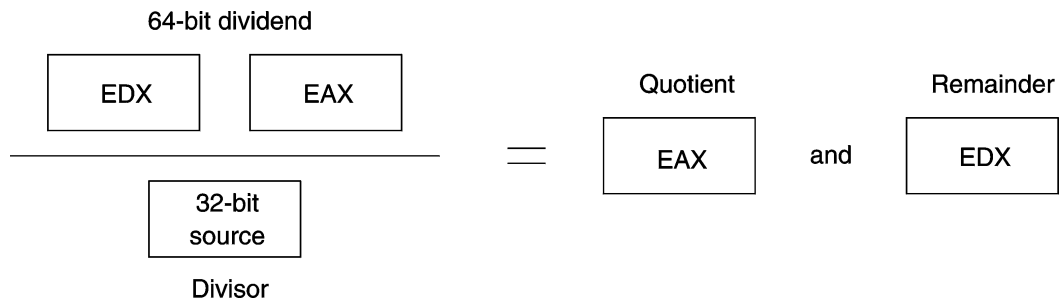 64-bit dividend
EDX
EAX
32-bit
source
Divisor
=
Quotient
EAX
and
Remainder
EDX